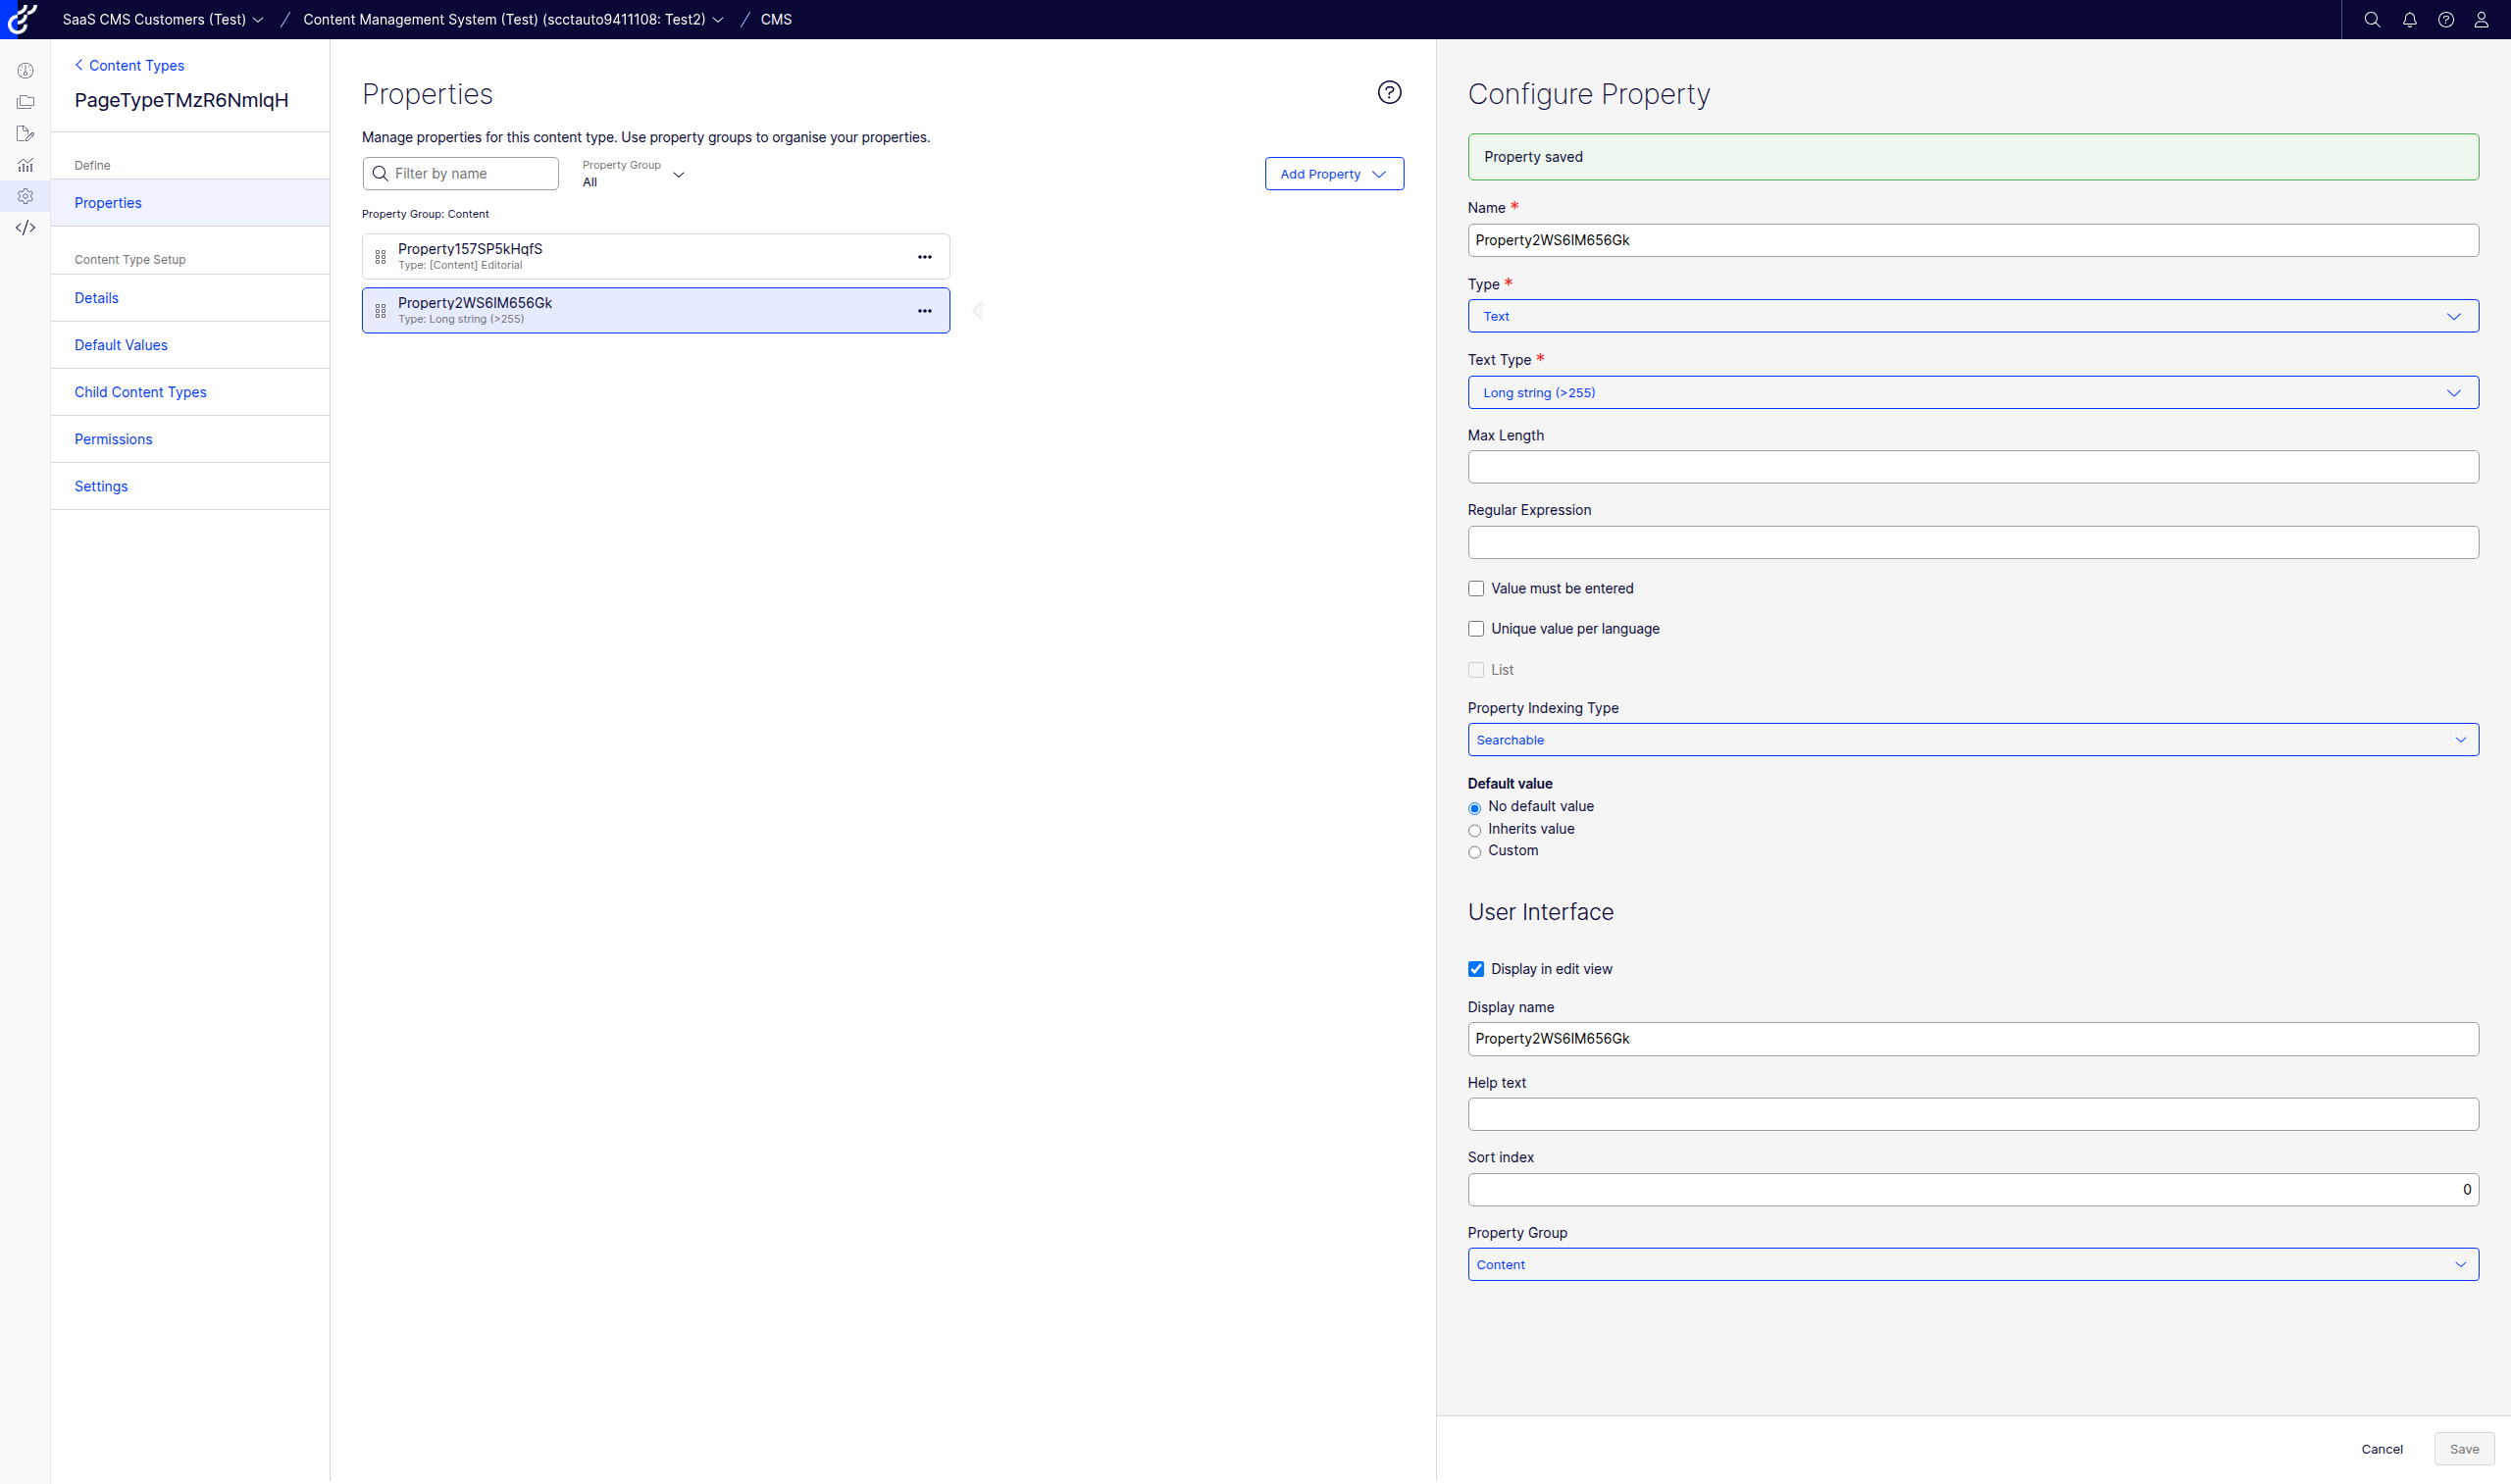 SaaS CMS Customers (Test) / Content Management System (Test) (scctauto9411108: Test2) / CMS
Content Types
PageTypeTMzR6NmlqH
Define
Properties
Content Type Setup
Details
Default Values
Child Content Types
Permissions
Settings
Properties
Manage properties for this content type. Use property groups to organise your properties.
Filter by name
Property Group
All
Add Property
Property Group: Content
Property157SP5kHqfS
Type: [Content] Editorial
Property2WS6IM656Gk
Type: Long string (>255)
Configure Property
Property saved
Name *
Property2WS6IM656Gk
Type *
Text
Text Type *
Long string (>255)
Max Length
Regular Expression
Value must be entered
Unique value per language
List
Property Indexing Type
Searchable
Default value
No default value
Inherits value
Custom
User Interface
Display in edit view
Display name
Property2WS6IM656Gk
Help text
Sort index
0
Property Group
Content
Cancel
Save